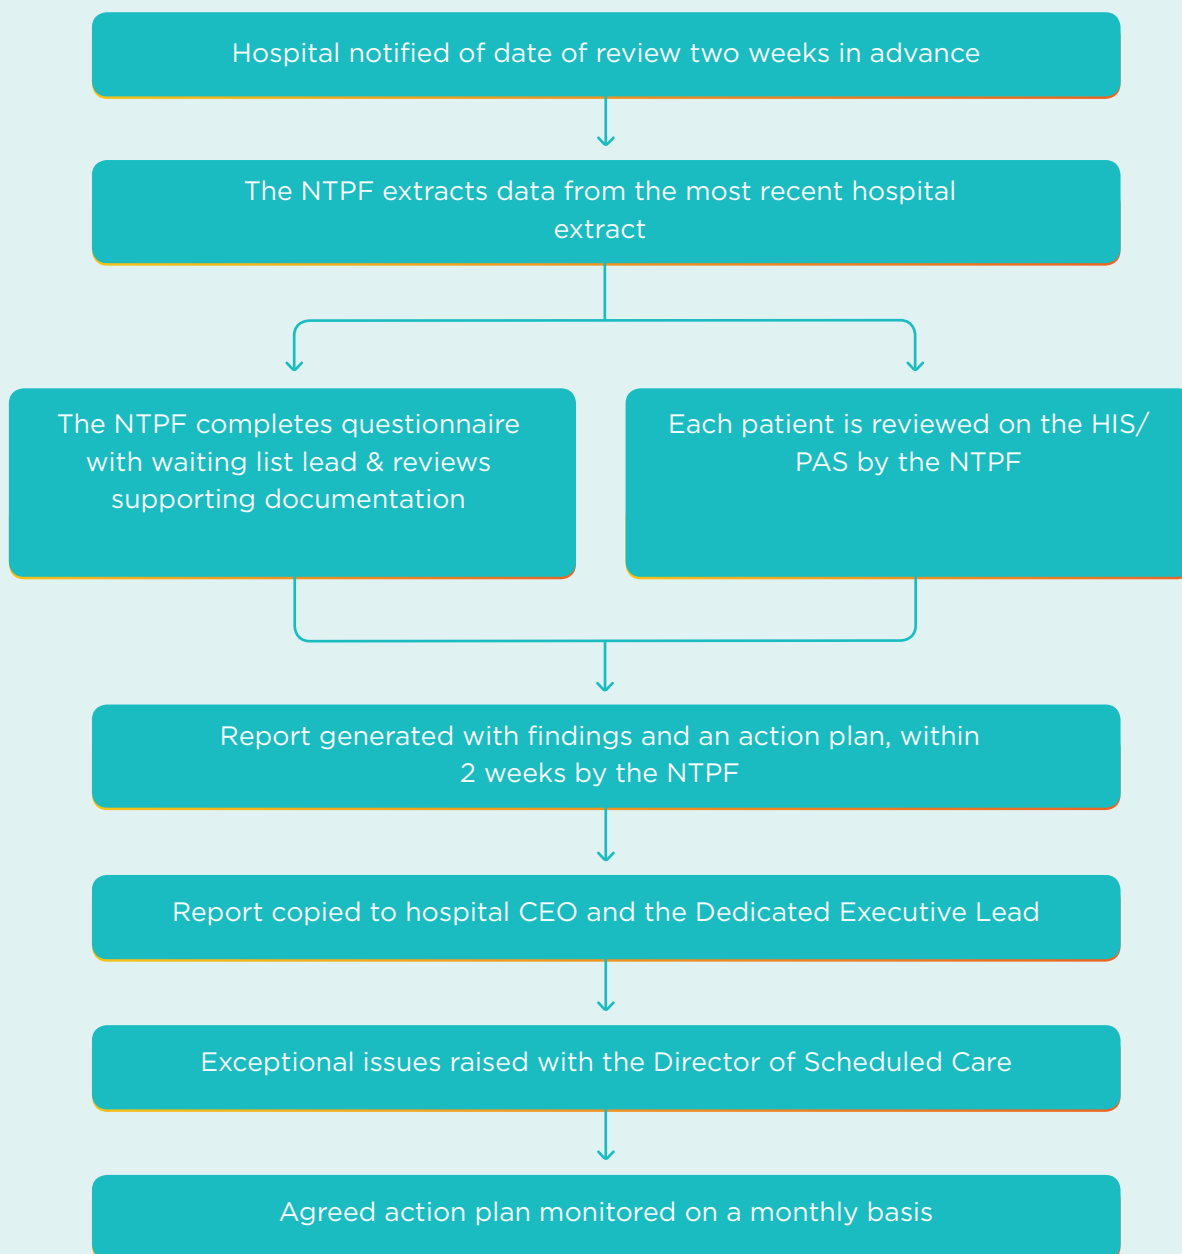 Hospital notified of date of review two weeks in advance
The NTPF extracts data from the most recent hospital
extract
The NTPF completes questionnaire
with waiting list lead & reviews
supporting documentation
Each patient is reviewed on the HIS/
PAS by the NTPF
Report generated with findings and an action plan, within
2 weeks by the NTPF
Report copied to hospital CEO and the Dedicated Executive Lead
Exceptional issues raised with the Director of Scheduled Care
Agreed action plan monitored on a monthly basis